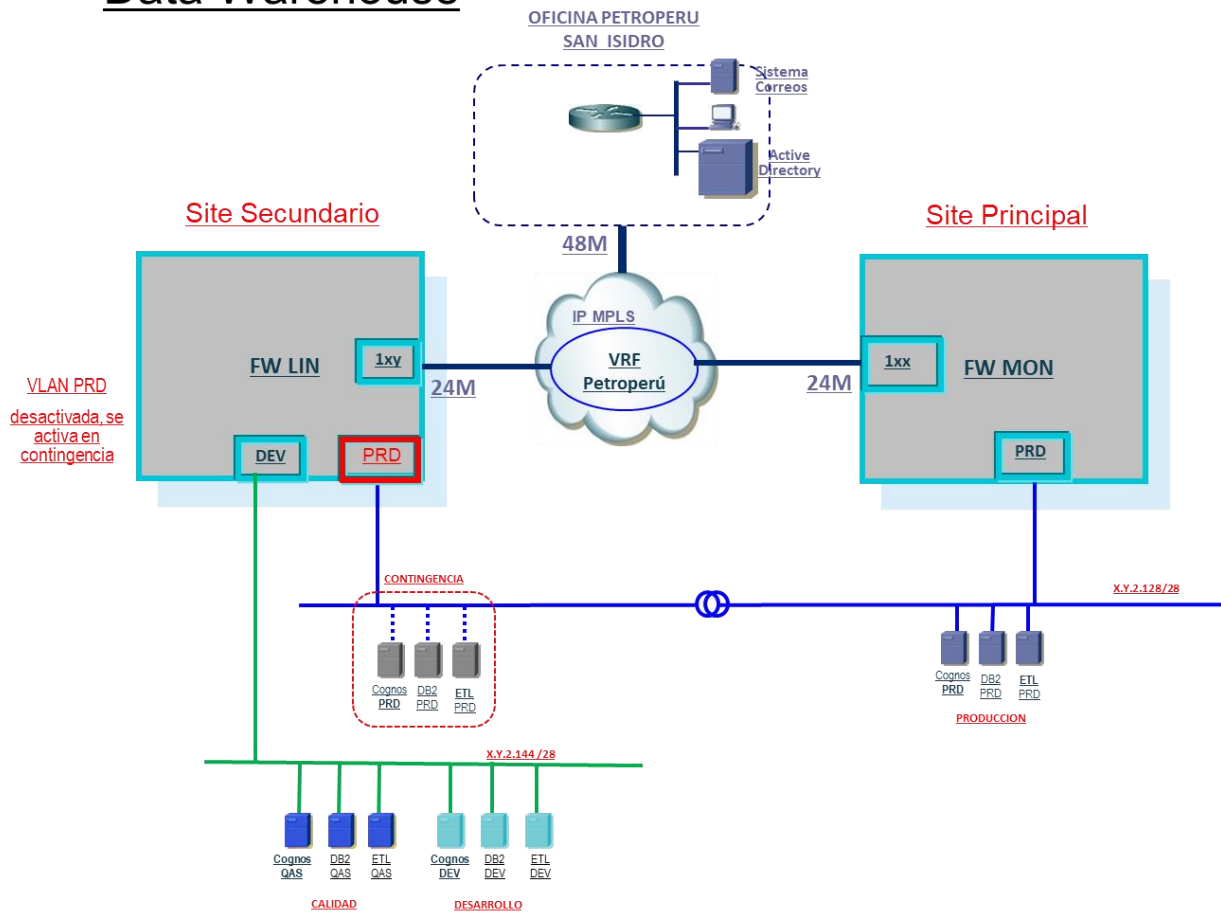 Data Warehouse
OFICINA PETROPERU
SAN ISIDRO
Sistema
Correos
Active
Directory
Site Secundario
Site Principal
48M
IP MPLS
VRF
Petroperú
FW LIN
1xy
24M
24M
1xx
FW MON
VLAN PRD
desactivada, se
activa en
contingencia
DEV
PRD
PRD
CONTINGENCIA
X.Y.2.128/28
Cognos
PRD
DB2
PRD
ETL
PRD
Cognos
PRD
DB2
PRD
ETL
PRD
PRODUCCION
X.Y.2.144 /28
Cognos
QAS
DB2
QAS
ETL
QAS
Cognos
DEV
DB2
DEV
ETL
DEV
CALIDAD
DESARROLLO